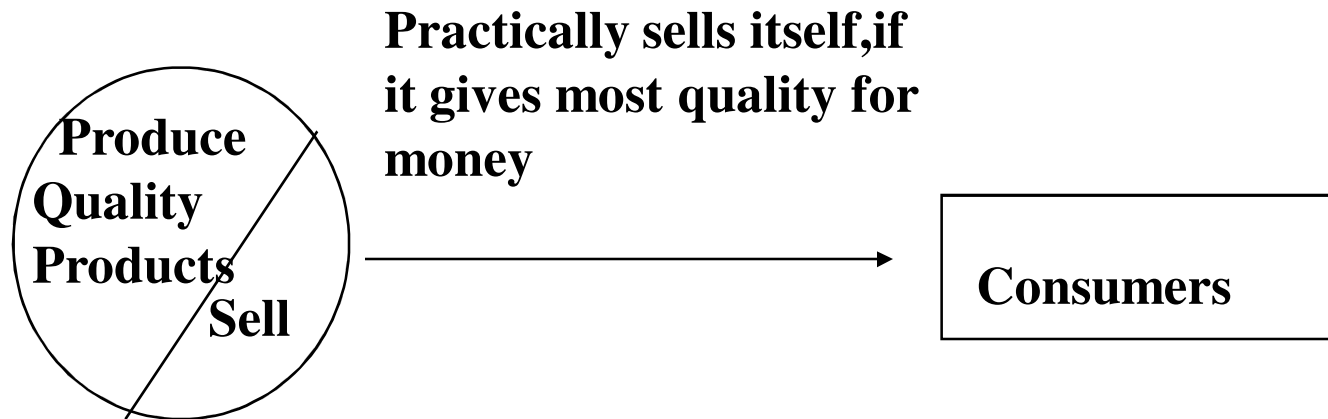 Practically sells itself,if
it gives most quality for
money
Produce
Quality
Products
Sell
Consumers